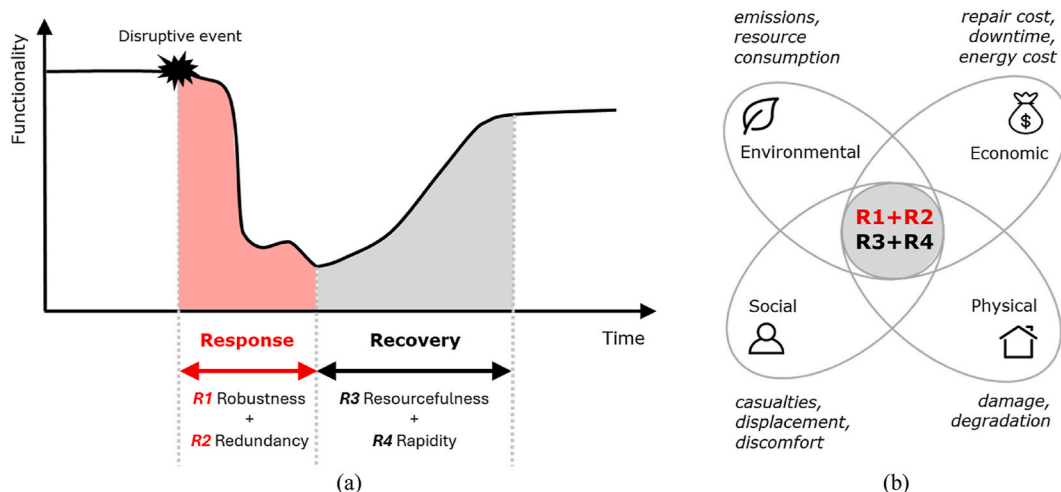 Functionality
Disruptive event
Time
Response
Recovery
R1 Robustness
+
R2 Redundancy
R3 Resourcefulness
+
R4 Rapidity
(a)
emissions,
resource
consumption
repair cost,
downtime,
energy cost
Environmental
$
Economic
R1+R2
R3+R4
Social
Physical
casualties,
displacement,
discomfort
damage,
degradation
(b)